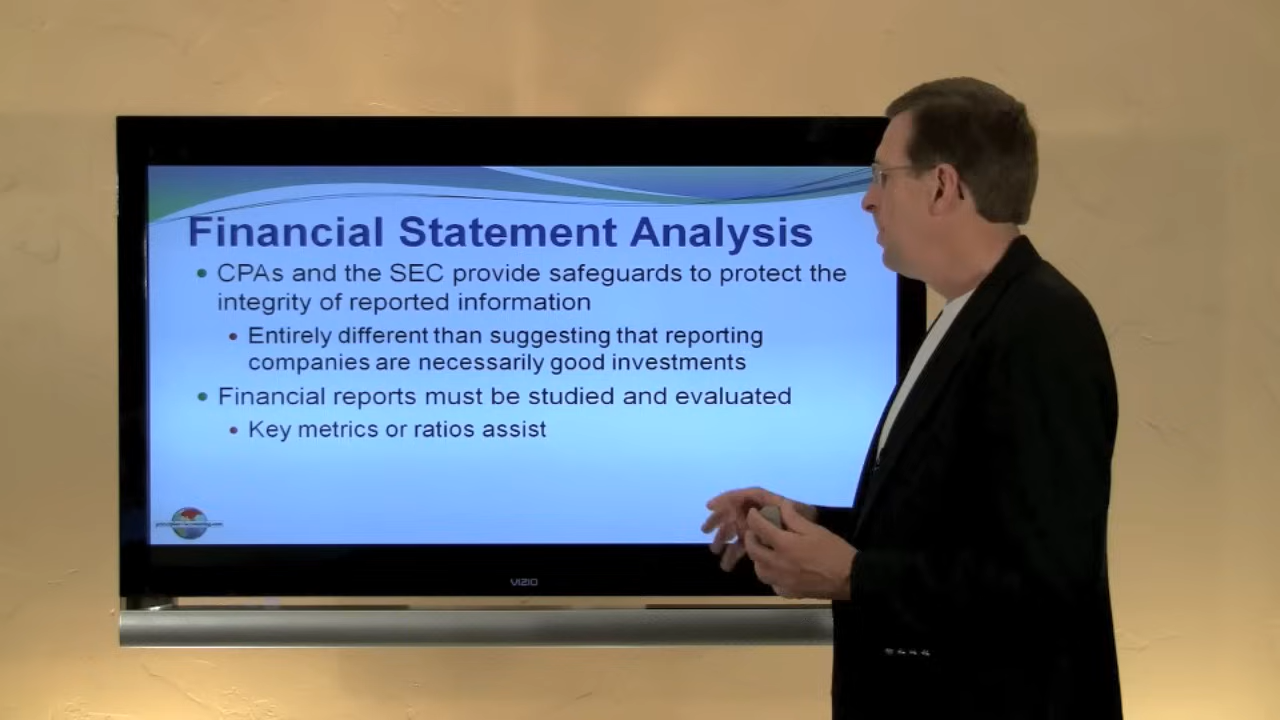 Financial Statement Analysis
• CPAs and the SEC provide safeguards to protect the
integrity of reported information
• Entirely different than suggesting that reporting
companies are necessarily good investments
• Financial reports must be studied and evaluated
• Key metrics or ratios assist
VIZIO